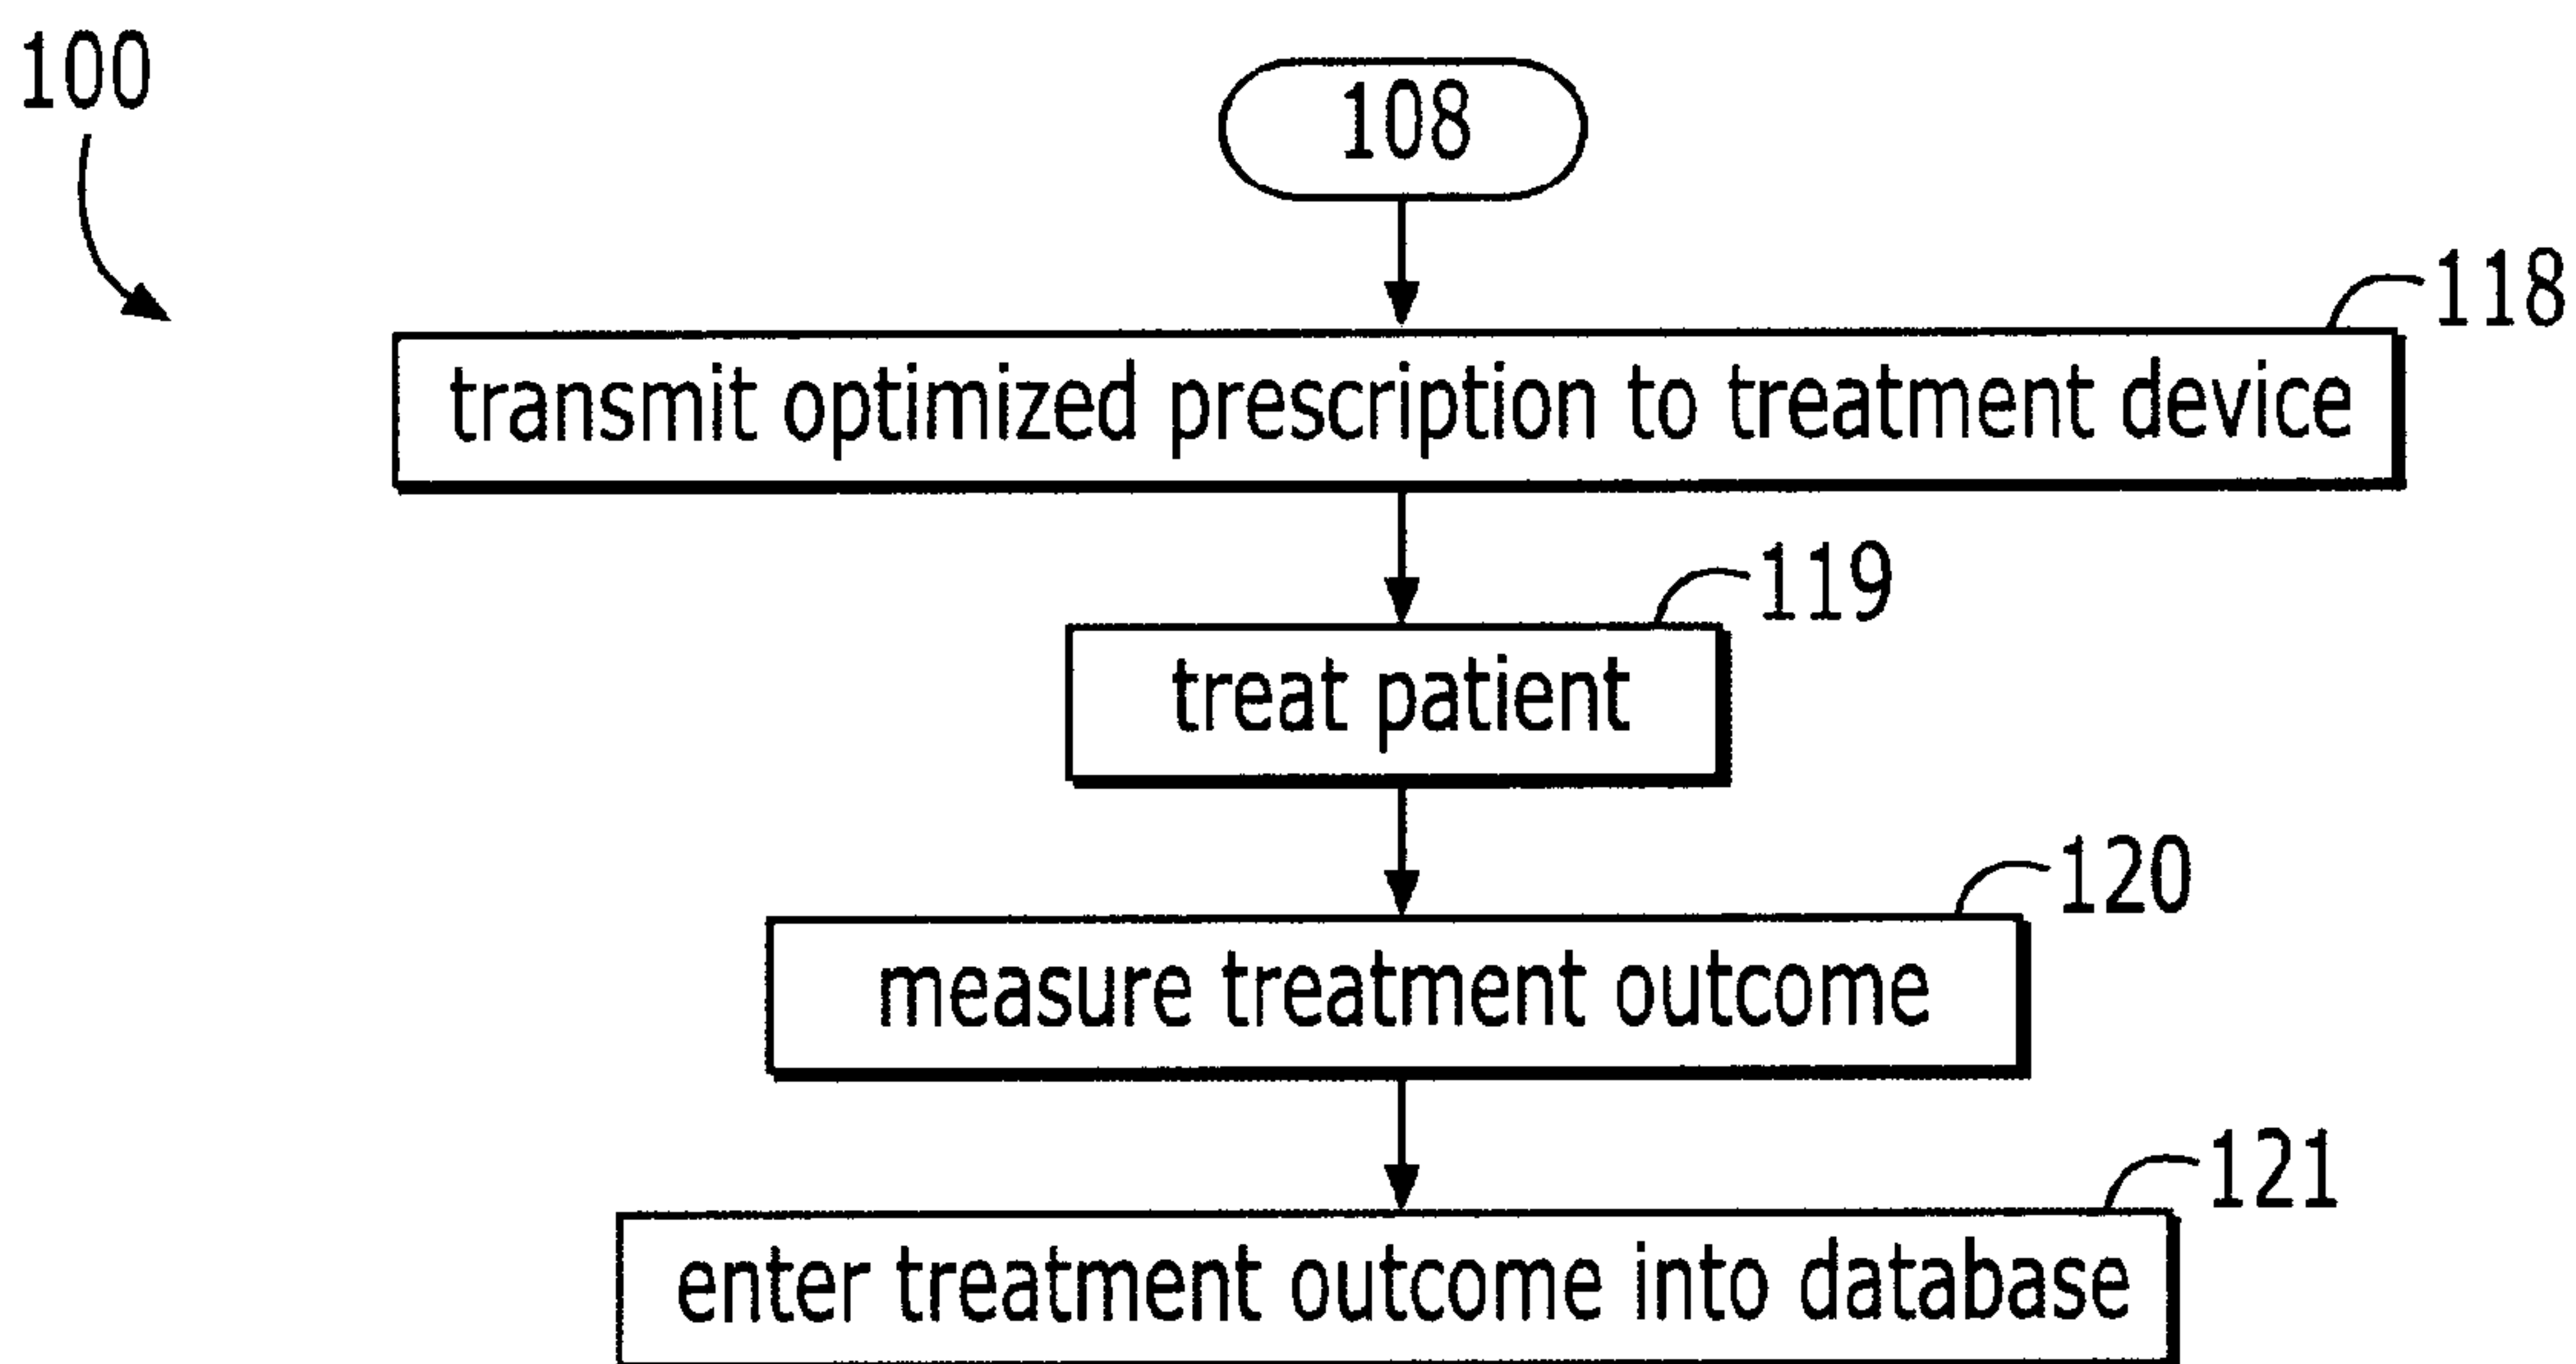 100
108
118
transmit optimized prescription to treatment device
119
treat patient
120
measure treatment outcome
121
enter treatment outcome into database